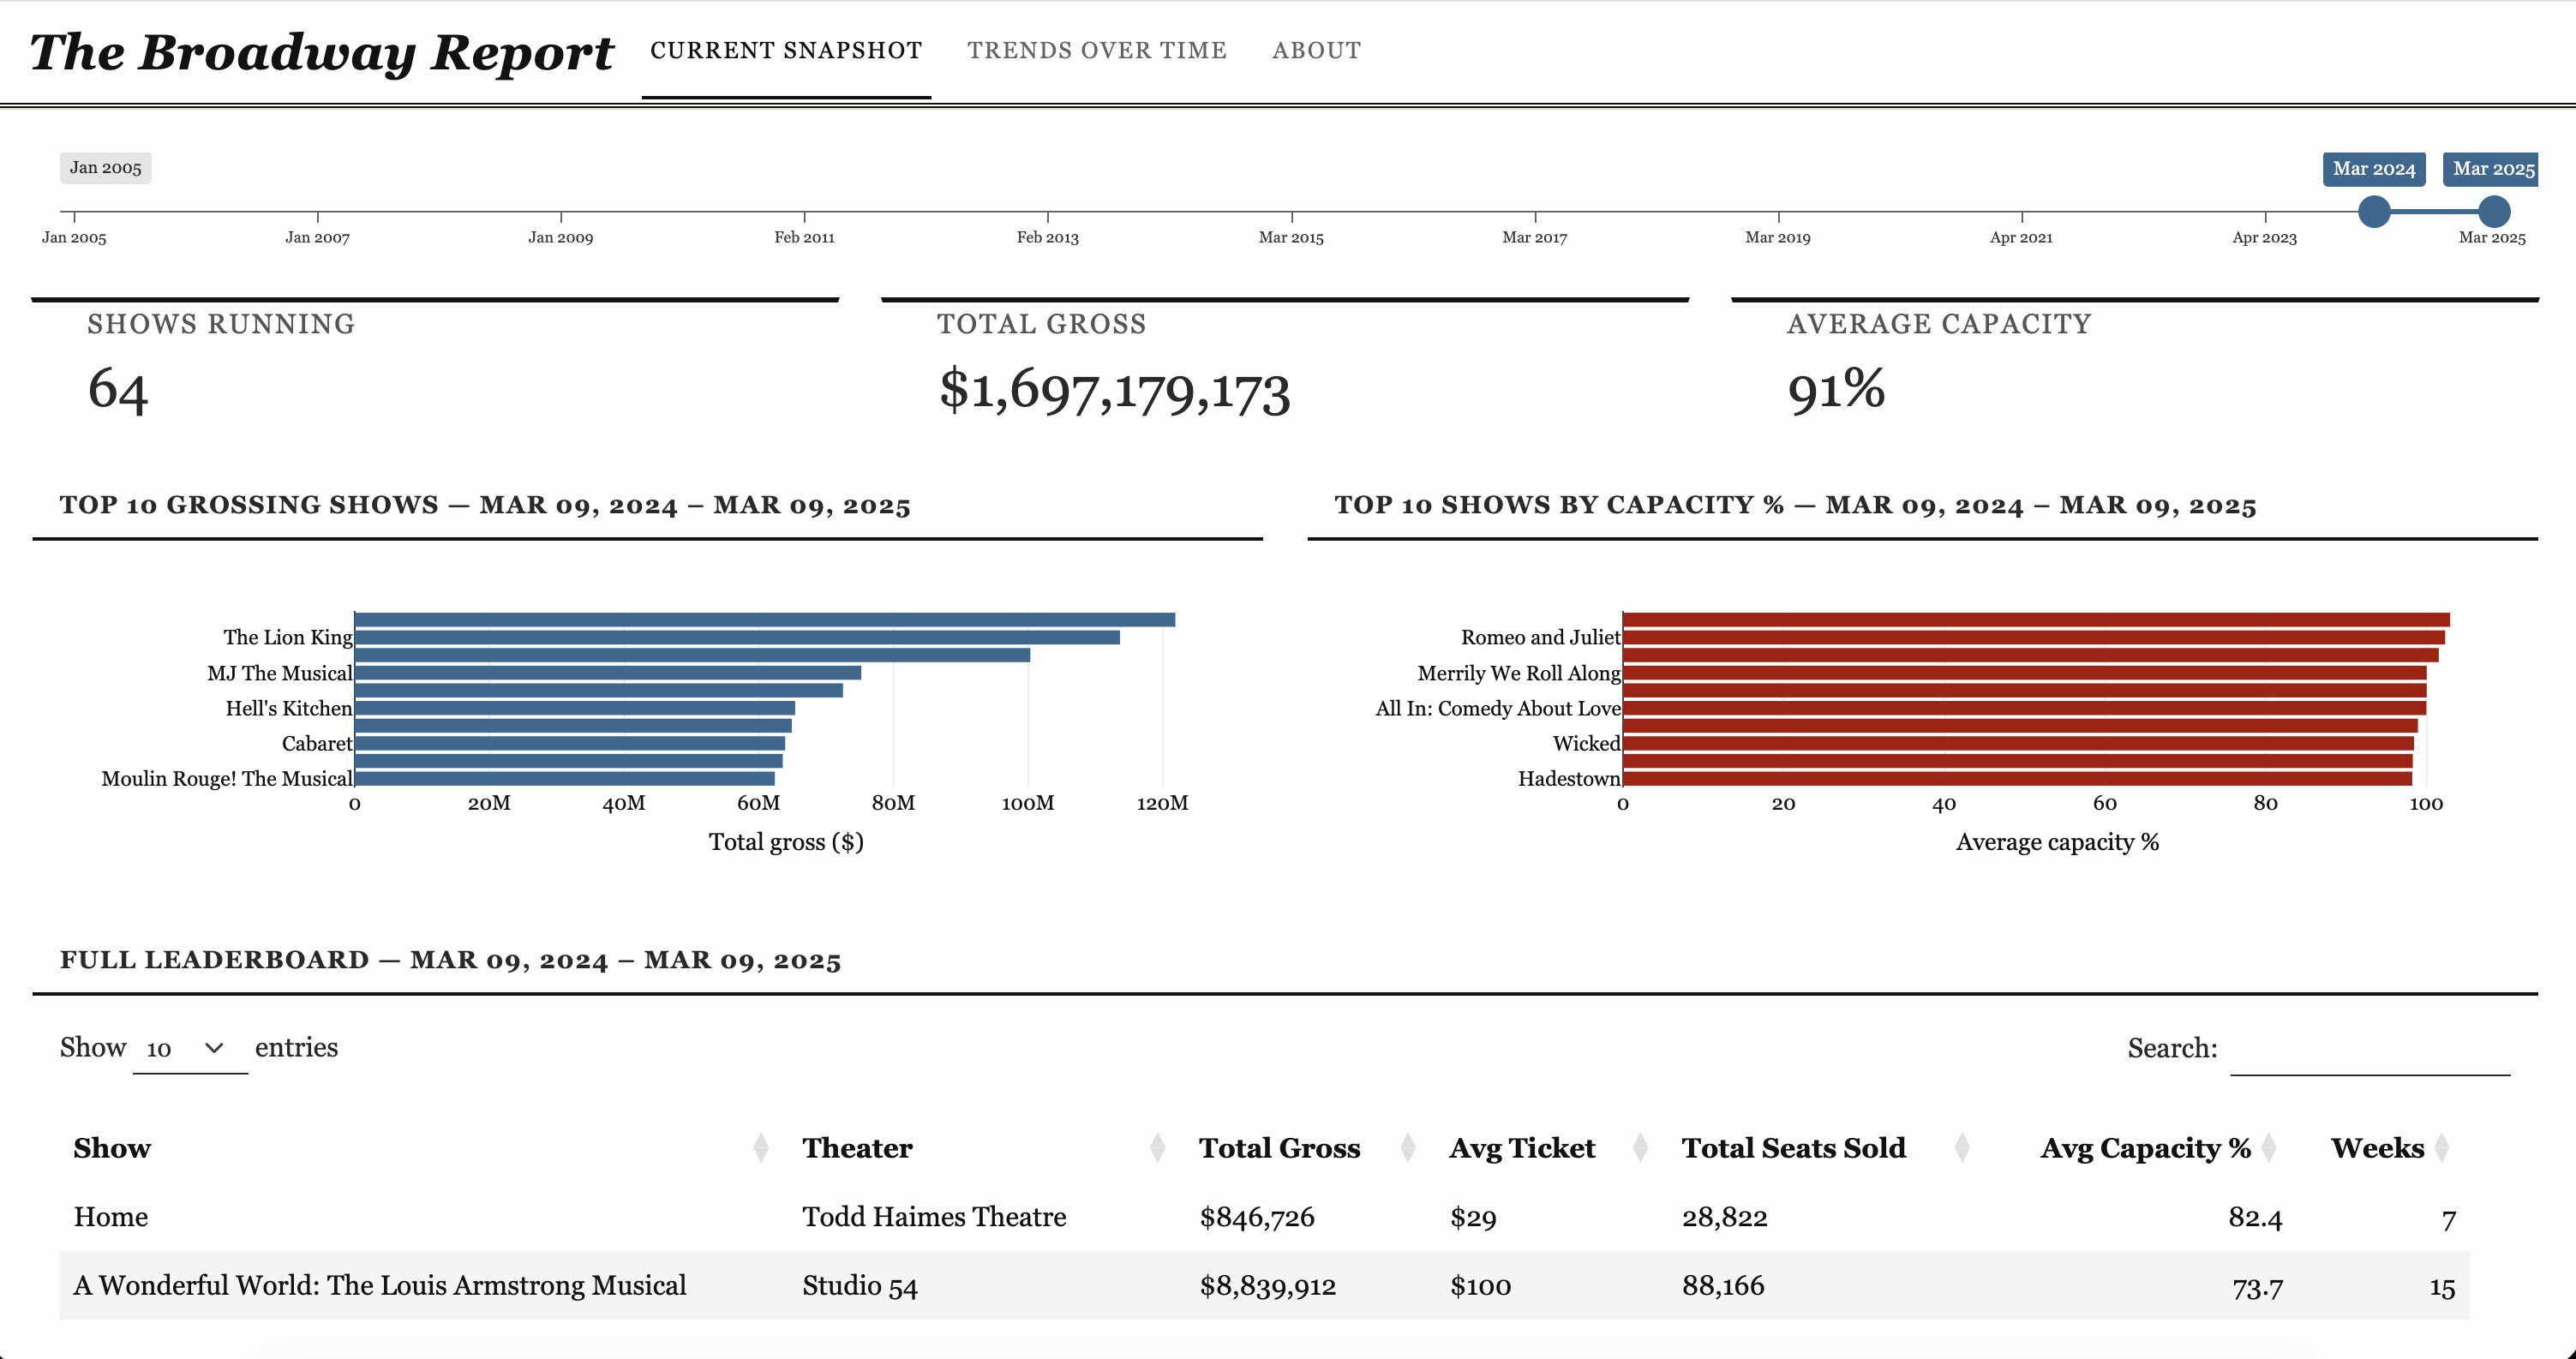 The Broadway Report CURRENT SNAPSHOT TRENDS OVER TIME ABOUT
Jan 2005 Mar 2024 Mar 2025
Jan 2005 Jan 2007 Jan 2009 Feb 2011 Feb 2013 Mar 2015 Mar 2017 Mar 2019 Apr 2021 Apr 2023 Mar 2025
SHOWS RUNNING
64
TOTAL GROSS
$1,697,179,173
AVERAGE CAPACITY
91%
TOP 10 GROSSING SHOWS — MAR 09, 2024 – MAR 09, 2025
The Lion King
MJ The Musical
Hell's Kitchen
Cabaret
Moulin Rouge! The Musical
0 20M 40M 60M 80M 100M 120M
Total gross ($)
TOP 10 SHOWS BY CAPACITY % — MAR 09, 2024 – MAR 09, 2025
Romeo and Juliet
Merrily We Roll Along
All In: Comedy About Love
Wicked
Hadestown
0 20 40 60 80 100
Average capacity %
FULL LEADERBOARD — MAR 09, 2024 – MAR 09, 2025
Show 10 entries Search:
Show Theater Total Gross Avg Ticket Total Seats Sold Avg Capacity % Weeks
Home Todd Haimes Theatre $846,726 $29 28,822 82.4 7
A Wonderful World: The Louis Armstrong Musical Studio 54 $8,839,912 $100 88,166 73.7 15